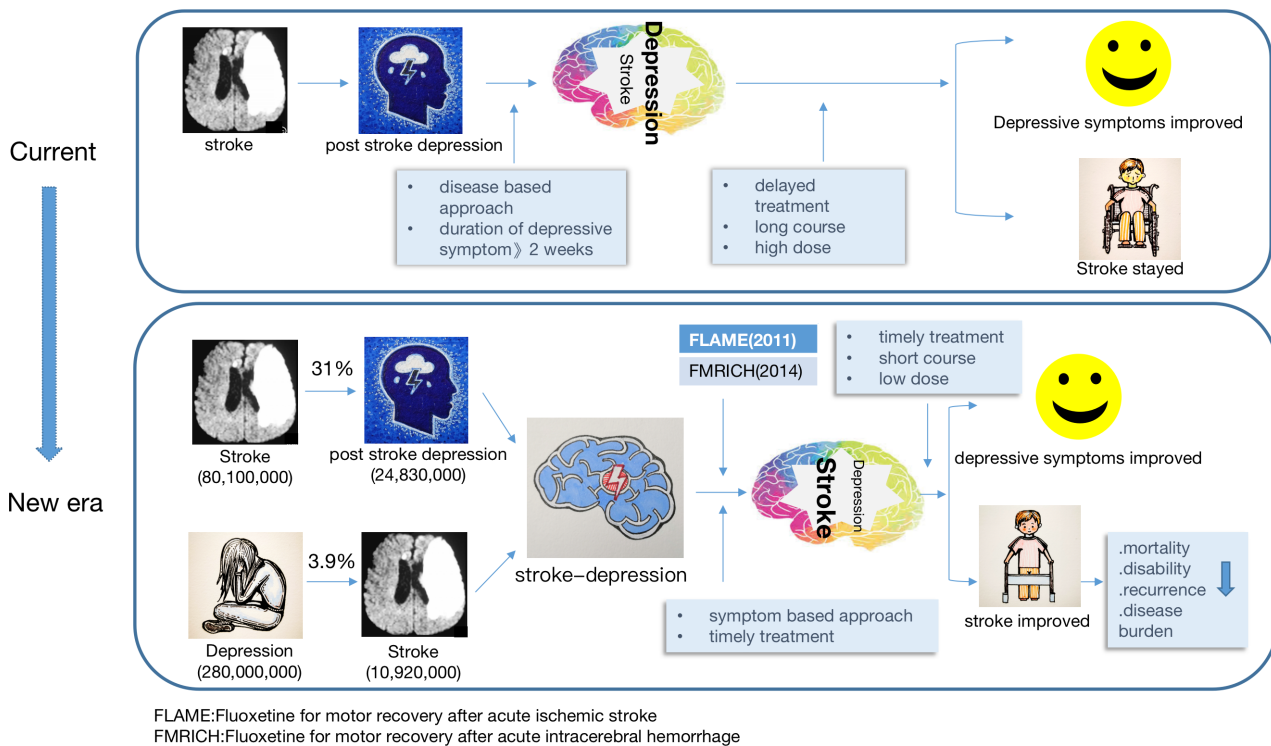 Current
New era
stroke
post stroke depression
Depression
Stroke
• disease based
approach
• duration of depressive
symptom》2 weeks
• delayed
treatment
• long course
• high dose
Depressive symptoms improved
Stroke stayed
31%
Stroke
(80,100,000)
post stroke depression
(24,830,000)
3.9%
Depression
(280,000,000)
Stroke
(10,920,000)
stroke–depression
FLAME(2011)
FMRICH(2014)
• symptom based approach
• timely treatment
Stroke
Depression
• timely treatment
• short course
• low dose
depressive symptoms improved
stroke improved
.mortality
.disability
.recurrence
.disease
burden
FLAME:Fluoxetine for motor recovery after acute ischemic stroke
FMRICH:Fluoxetine for motor recovery after acute intracerebral hemorrhage